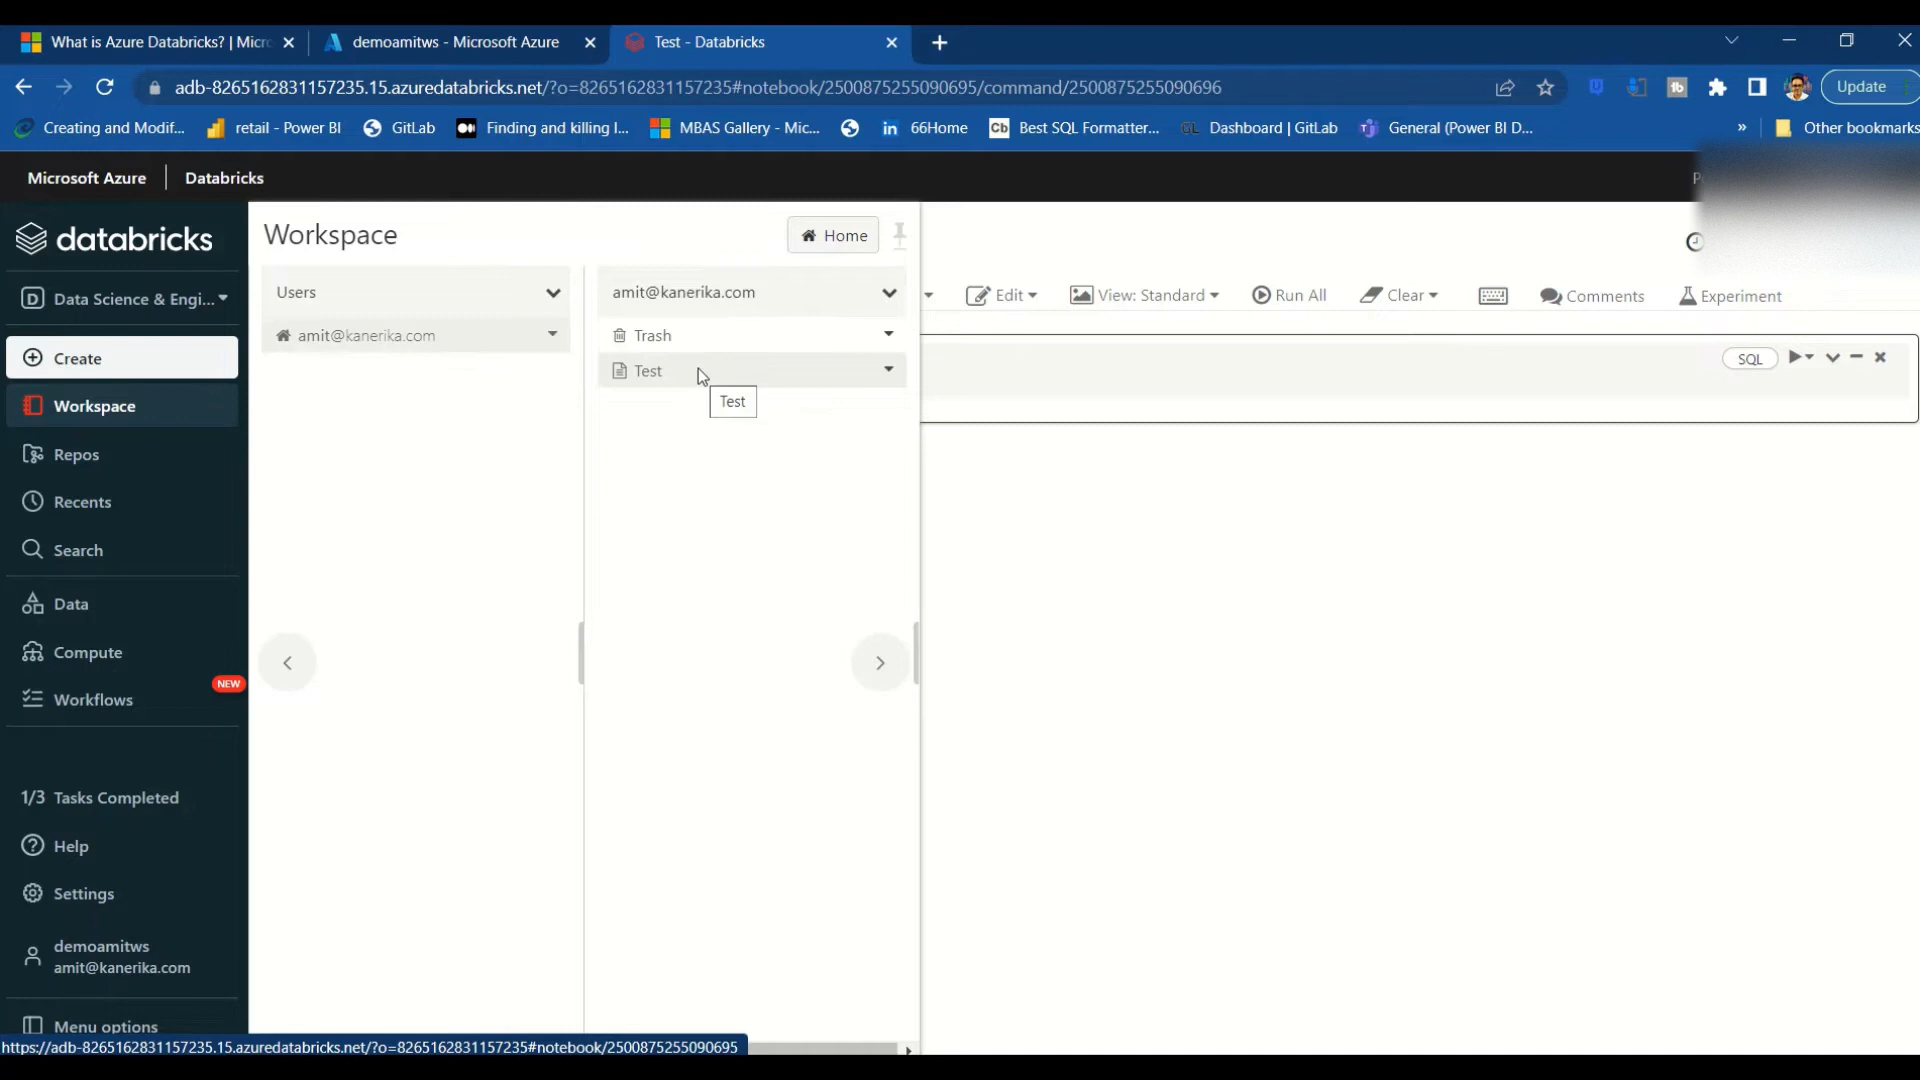 What is Azure Databricks? | Micr
demoamitws - Microsoft Azure
Test - Databricks
adb-8265162831157235.15.azuredatabricks.net/?o=8265162831157235#notebook/2500875255090695/command/2500875255090696
Update
Creating and Modif...
retail - Power BI
GitLab
Finding and killing I...
MBAS Gallery - Mic...
66Home
Cb Best SQL Formatter...
GL Dashboard | GitLab
General (Power BI D...
»
Other bookmarks
Microsoft Azure | Databricks
databricks
Workspace
Home
D Data Science & Engi...
Users
amit@kanerika.com
Edit
View: Standard
Run All
Clear
Comments
Experiment
amit@kanerika.com
Trash
Create
Test
SQL
Test
Workspace
Repos
Recents
Search
Data
Compute
NEW
Workflows
1/3 Tasks Completed
Help
Settings
demoamitws
amit@kanerika.com
Menu options
https://adb-8265162831157235.15.azuredatabricks.net/?o=8265162831157235#notebook/2500875255090695